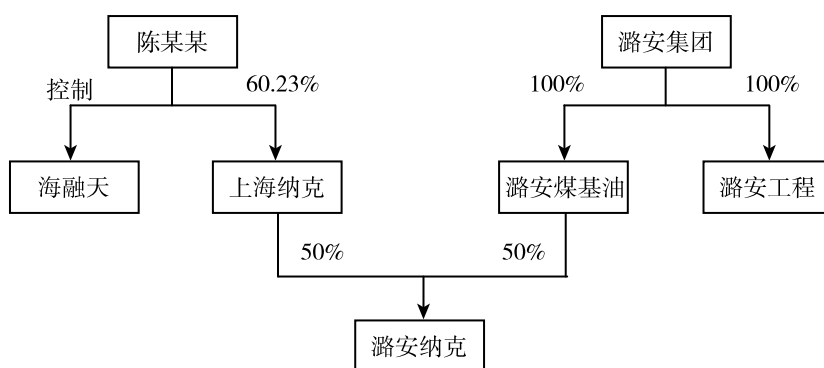 陈某某
潞安集团
控制
60.23%
100%
100%
海融天
上海纳克
潞安煤基油
潞安工程
50%
50%
潞安纳克